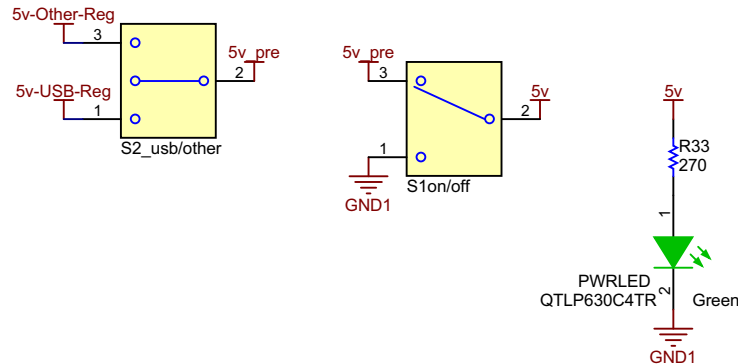 5v-Other-Reg
3
5v_pre
2
5v-USB-Reg
1
S2_usb/other
5v_pre
3
5v
2
1
GND1
S1on/off
5v
R33
270
1
PWRLED
QTLP630C4TR
2
Green
GND1